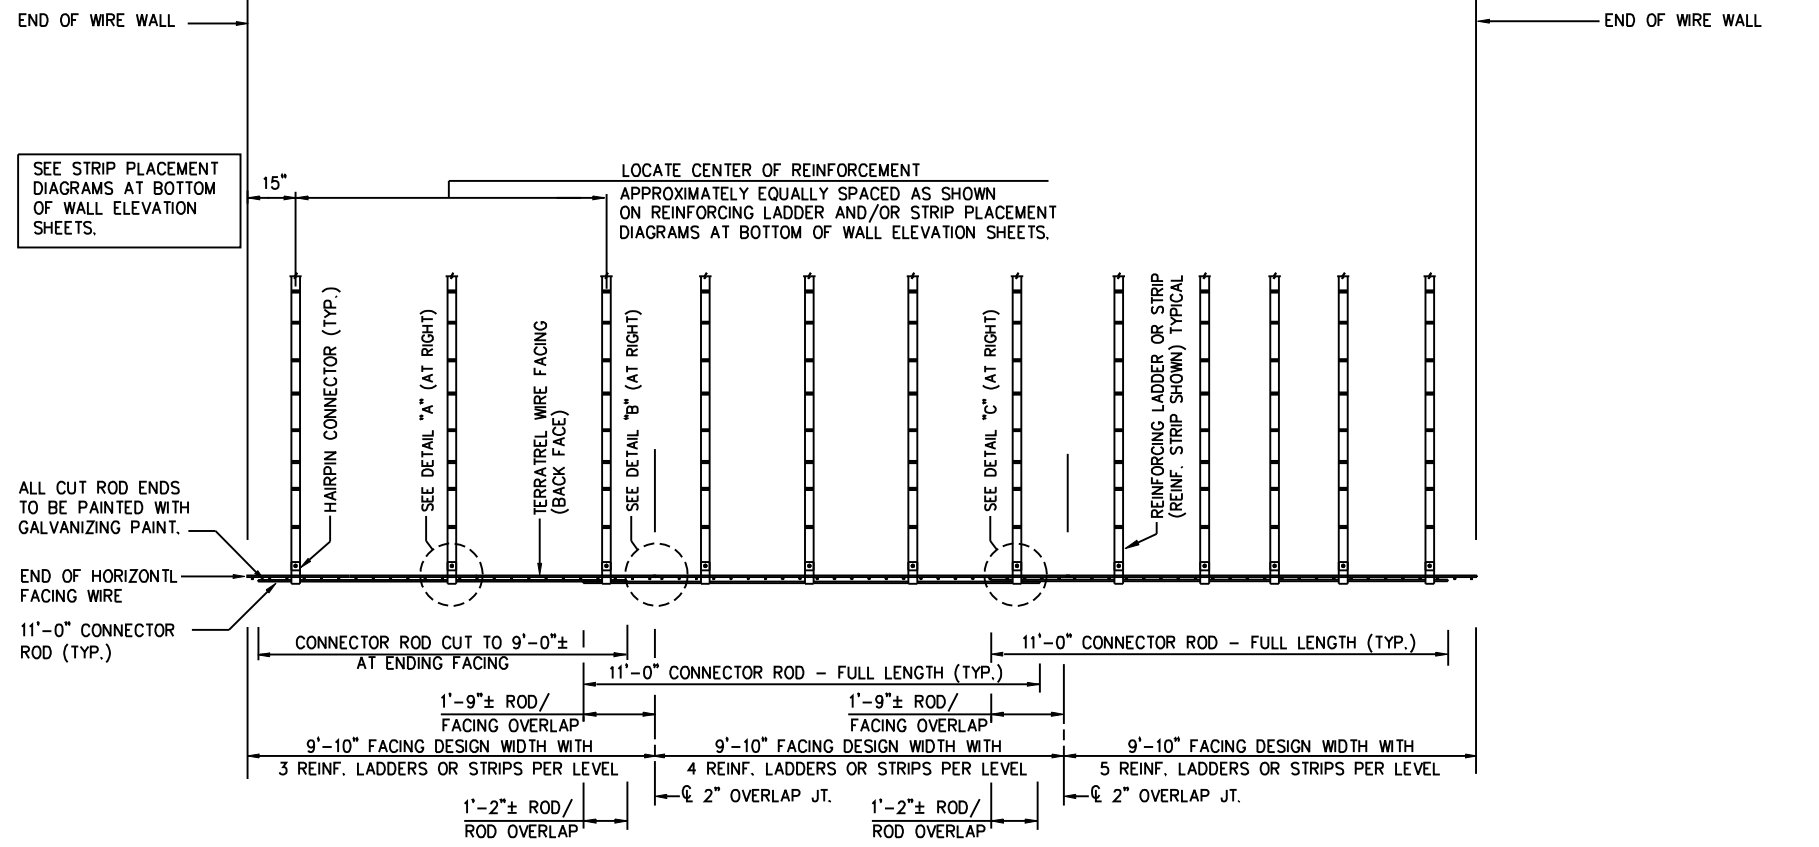 END OF WIRE WALL
END OF WIRE WALL
SEE STRIP PLACEMENT
DIAGRAMS AT BOTTOM
OF WALL ELEVATION
SHEETS.
15"
LOCATE CENTER OF REINFORCEMENT
APPROXIMATELY EQUALLY SPACED AS SHOWN
ON REINFORCING LADDER AND/OR STRIP PLACEMENT
DIAGRAMS AT BOTTOM OF WALL ELEVATION SHEETS.
HAIRPIN CONNECTOR (TYP.)
SEE DETAIL "A" (AT RIGHT)
TERRATREL WIRE FACING
(BACK FACE)
SEE DETAIL "B" (AT RIGHT)
SEE DETAIL "C" (AT RIGHT)
REINFORCING LADDER OR STRIP
(REINF. STRIP SHOWN) TYPICAL
ALL CUT ROD ENDS
TO BE PAINTED WITH
GALVANIZING PAINT.
END OF HORIZONTL
FACING WIRE
11'-0" CONNECTOR
ROD (TYP.)
CONNECTOR ROD CUT TO 9'-0"±
AT ENDING FACING
11'-0" CONNECTOR ROD - FULL LENGTH (TYP.)
11'-0" CONNECTOR ROD - FULL LENGTH (TYP.)
1'-9"± ROD/
FACING OVERLAP
1'-9"± ROD/
FACING OVERLAP
9'-10" FACING DESIGN WIDTH WITH
3 REINF. LADDERS OR STRIPS PER LEVEL
9'-10" FACING DESIGN WIDTH WITH
4 REINF. LADDERS OR STRIPS PER LEVEL
9'-10" FACING DESIGN WIDTH WITH
5 REINF. LADDERS OR STRIPS PER LEVEL
℄ 2" OVERLAP JT.
℄ 2" OVERLAP JT.
1'-2"± ROD/
ROD OVERLAP
1'-2"± ROD/
ROD OVERLAP